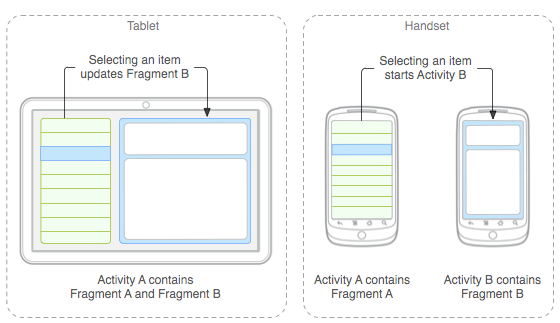 Tablet
Selecting an item
updates Fragment B
Activity A contains
Fragment A and Fragment B
Handset
Selecting an item
starts Activity B
Activity A contains
Fragment A
Activity B contains
Fragment B